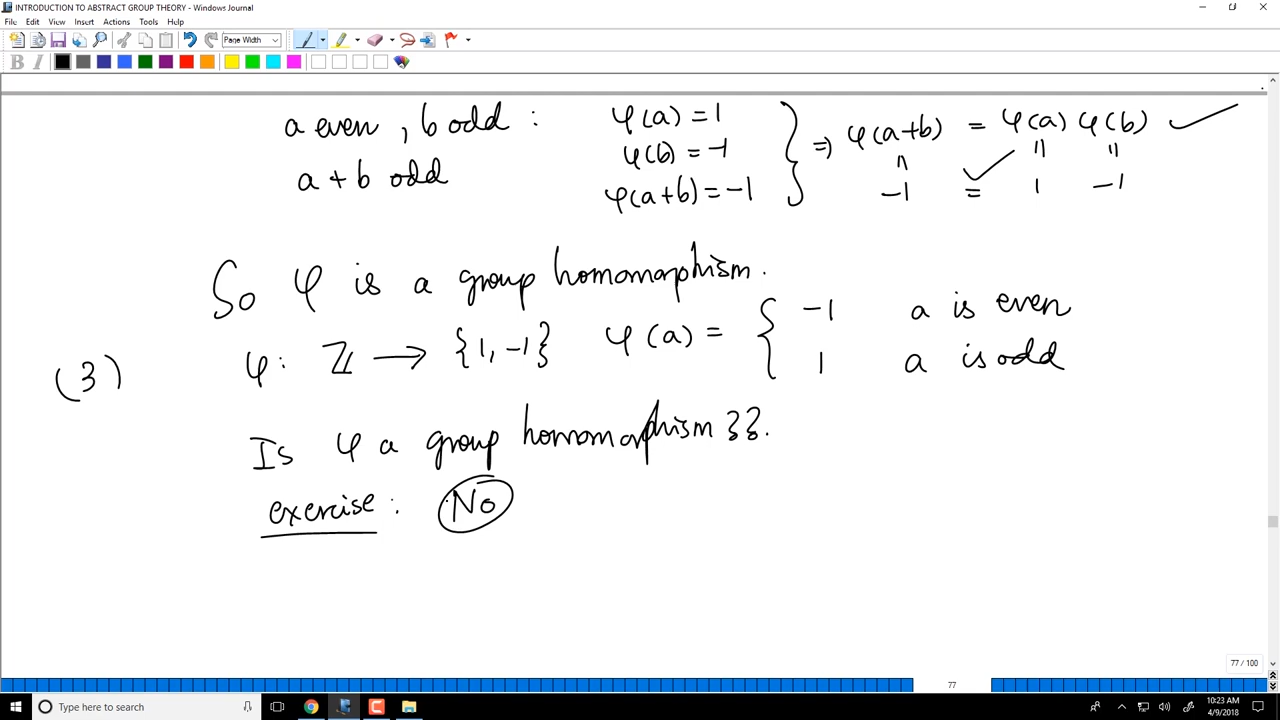 INTRODUCTION TO ABSTRACT GROUP THEORY - Windows Journal
File Edit View Insert Actions Tools Help
Page Width
B I
a even, b odd : φ(a) = 1
φ(b) = -1 } ⇒ φ(a+b) = φ(a) φ(b) ✓
a + b odd φ(a+b) = -1 -1 = 1 -1
So φ is a group homomorphism.
(3) φ: ℤ → {1, -1} φ(a) = { -1 a is even
1 a is odd
Is φ a group homomorphism ??.
exercise : No
77 / 100
77
Type here to search
10:23 AM
4/9/2018